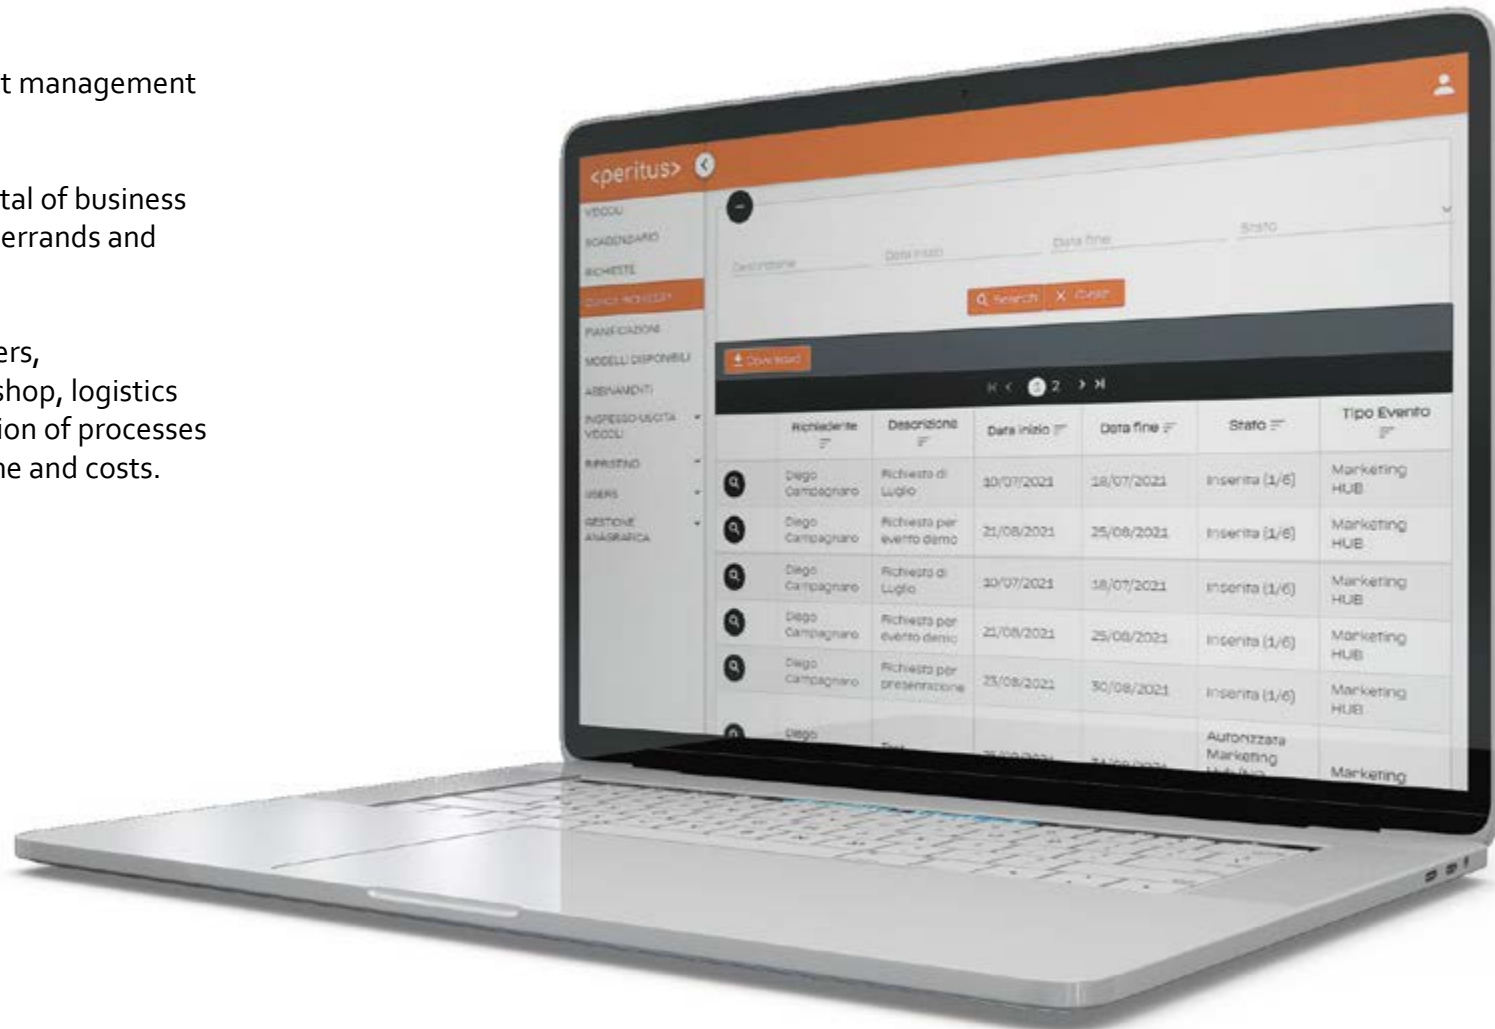 t management
tal of business
errands and
ers,
shop, logistics
ion of processes
ne and costs.
<peritus>
VEICOLI
SCADENZARIO
RICHIESTE
PIANIFICAZIONI
MODELLI DISPONIBILI
ABBINAMENTI
INGRESSO-USCITA
VEICOLI
RIPRISTINO
USERS
GESTIONE
ANAGRAFICA
Descrizione Data inizio Data fine Stato
Search Clear
Download
1 2
Richiedente Descrizione Data inizio Data fine Stato Tipo Evento
Diego Richiesta di 10/07/2021 18/07/2021 Inserita (1/6) Marketing
Campagnaro Luglio HUB
Diego Richiesta per 21/08/2021 25/08/2021 Inserita (1/6) Marketing
Campagnaro evento demo HUB
Diego Richiesta di 10/07/2021 18/07/2021 Inserita (1/6) Marketing
Campagnaro Luglio HUB
Diego Richiesta per 21/08/2021 25/08/2021 Inserita (1/6) Marketing
Campagnaro evento demo HUB
Diego Richiesta per 23/08/2021 30/08/2021 Inserita (1/6) Marketing
Campagnaro presentazione HUB
Diego Autorizzata
Marketing
Marketing